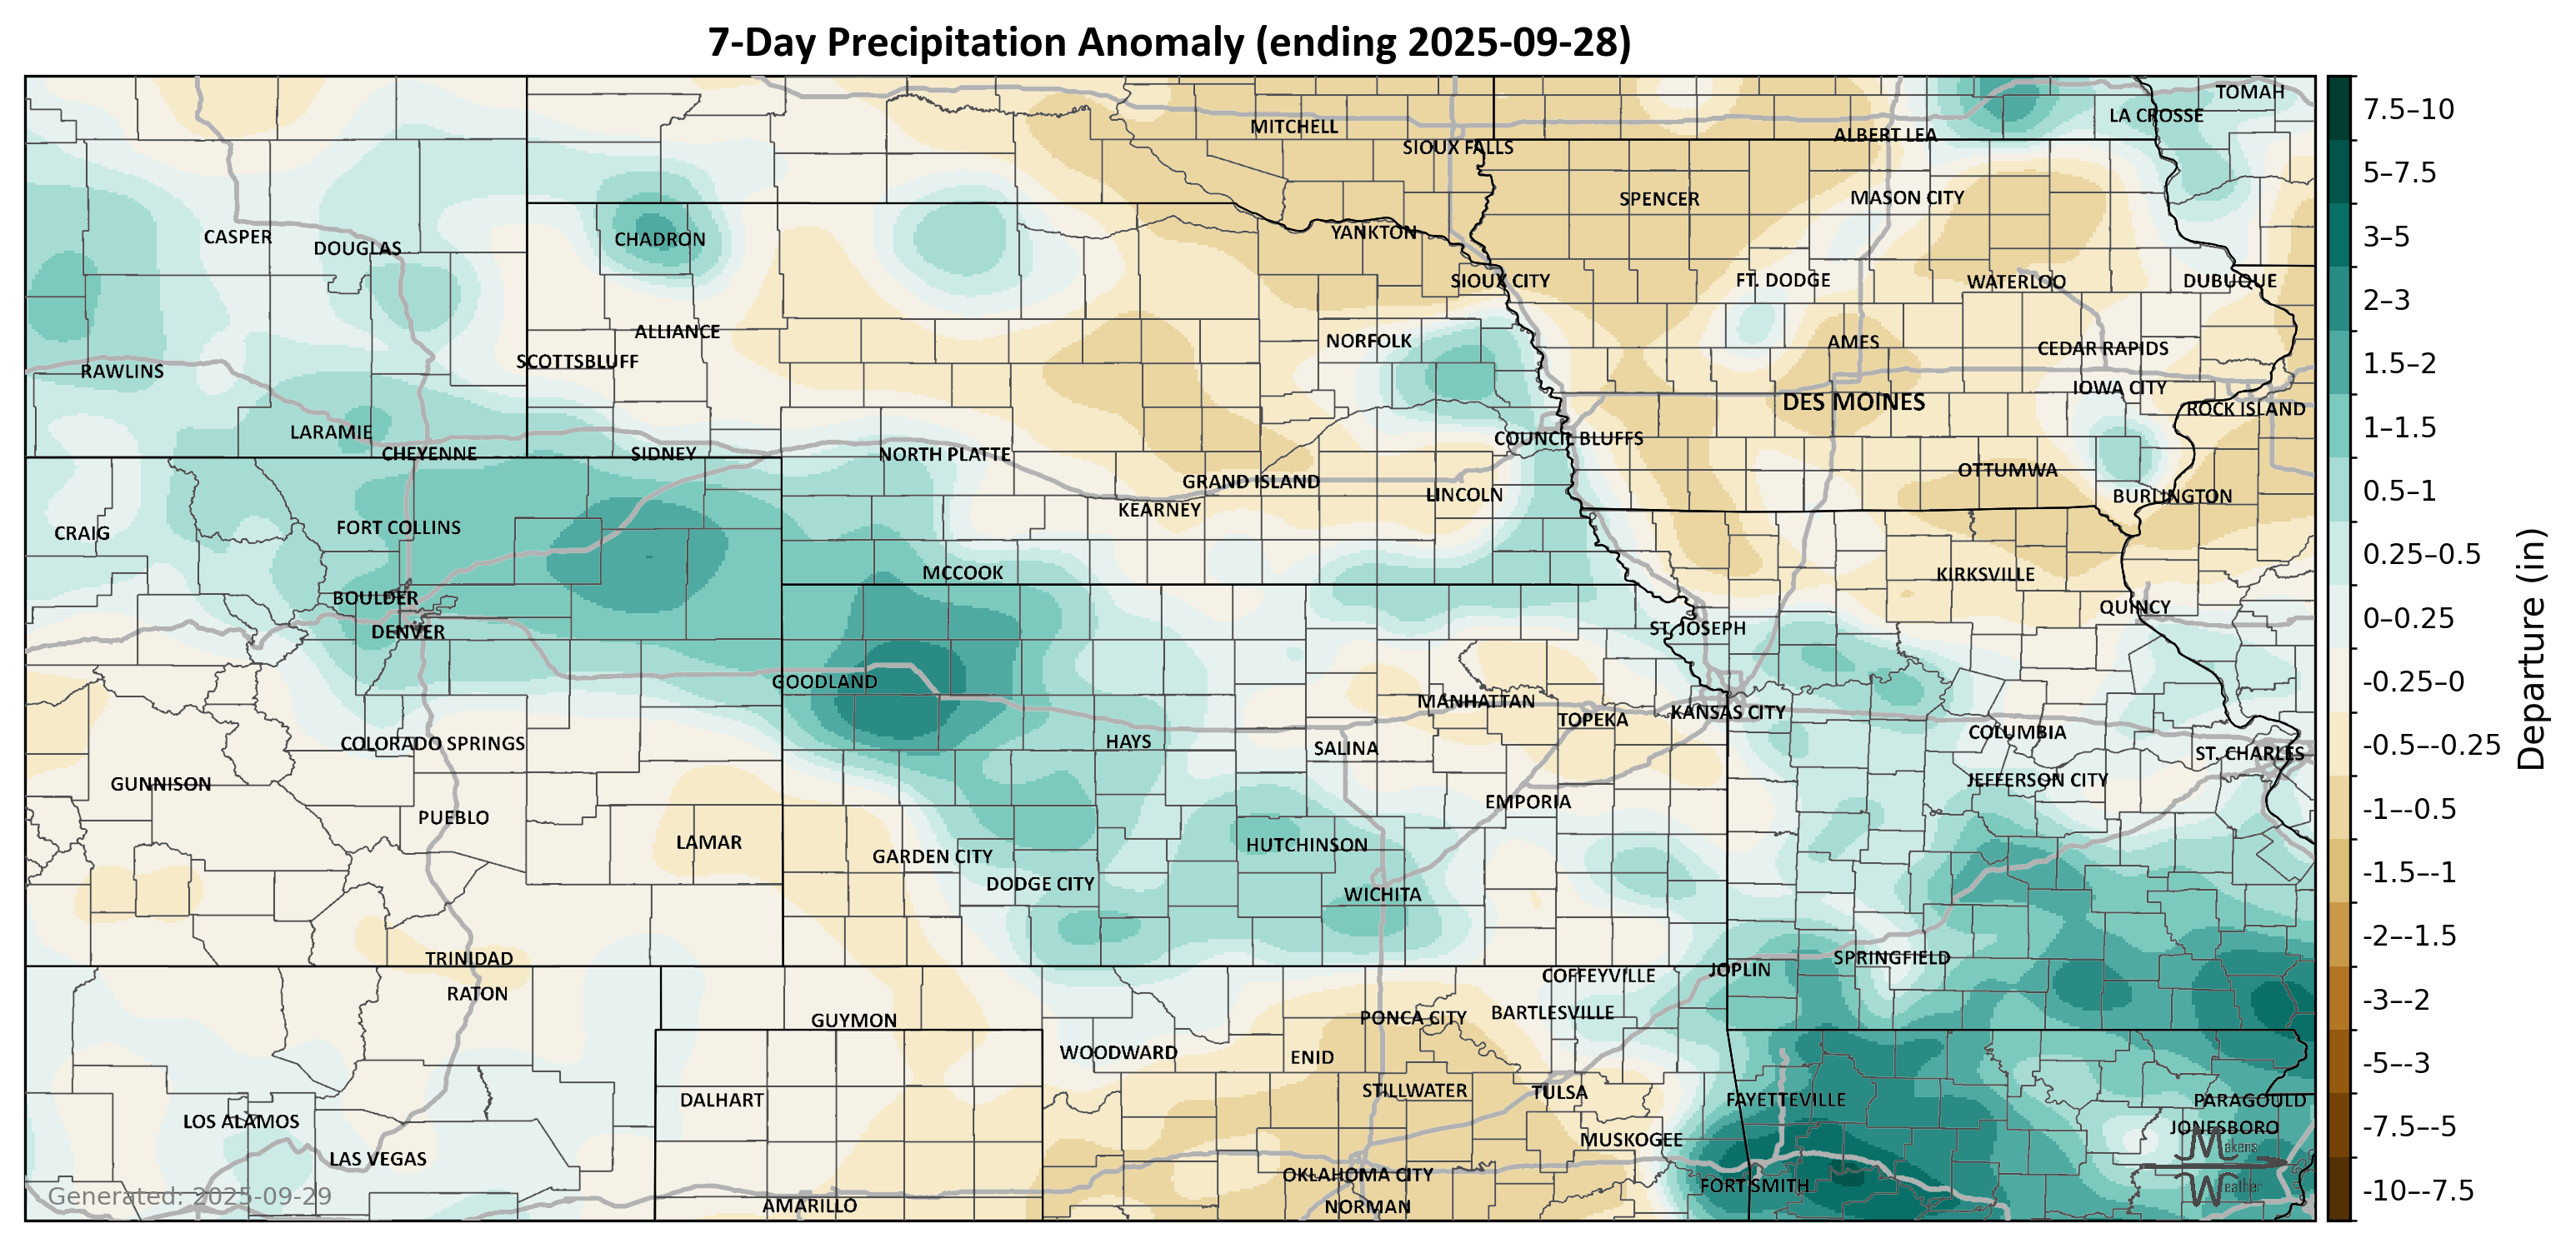 7-Day Precipitation Anomaly (ending 2025-09-28)
TOMAH
LA CROSSE
MITCHELL
ALBERT LEA
SIOUX FALLS
SPENCER
MASON CITY
CASPER
DOUGLAS
CHADRON
YANKTON
SIOUX CITY
FT. DODGE
WATERLOO
DUBUQUE
ALLIANCE
NORFOLK
AMES
CEDAR RAPIDS
SCOTTSBLUFF
RAWLINS
IOWA CITY
DES MOINES
ROCK ISLAND
LARAMIE
COUNCIL BLUFFS
CHEYENNE
SIDNEY
NORTH PLATTE
OTTUMWA
GRAND ISLAND
LINCOLN
BURLINGTON
KEARNEY
CRAIG
FORT COLLINS
MCCOOK
KIRKSVILLE
BOULDER
QUINCY
DENVER
ST. JOSEPH
GOODLAND
MANHATTAN
TOPEKA
KANSAS CITY
COLORADO SPRINGS
HAYS
SALINA
COLUMBIA
ST. CHARLES
GUNNISON
JEFFERSON CITY
PUEBLO
EMPORIA
LAMAR
HUTCHINSON
GARDEN CITY
DODGE CITY
WICHITA
TRINIDAD
SPRINGFIELD
JOPLIN
COFFEYVILLE
RATON
GUYMON
PONCA CITY
BARTLESVILLE
WOODWARD
ENID
STILLWATER
TULSA
DALHART
FAYETTEVILLE
PARAGOULD
LOS ALAMOS
JONESBORO
MUSKOGEE
LAS VEGAS
OKLAHOMA CITY
FORT SMITH
AMARILLO
NORMAN
Makens
Weather
Generated: 2025-09-29
7.5–10
5–7.5
3–5
2–3
1.5–2
1–1.5
0.5–1
0.25–0.5
0–0.25
-0.25–0
-0.5–-0.25
-1–-0.5
-1.5–-1
-2–-1.5
-3–-2
-5–-3
-7.5–-5
-10–-7.5
Departure (in)